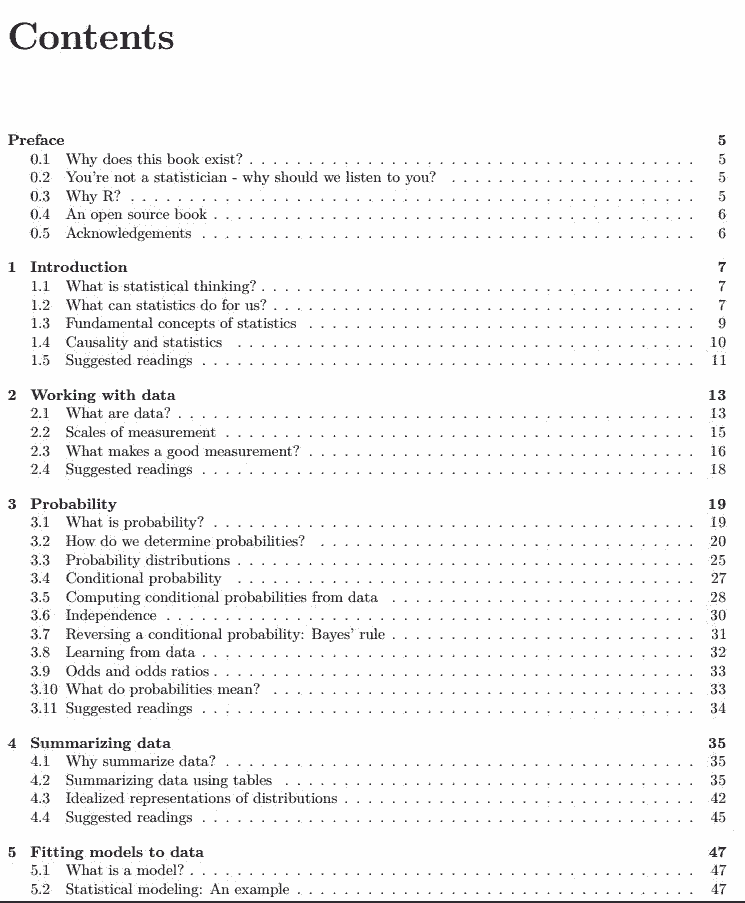 Contents
Preface 5
0.1 Why does this book exist? . . . . . . . . . . . . . . . . . . . . . . . . . . . . . . . . . . . . . . 5
0.2 You're not a statistician - why should we listen to you? . . . . . . . . . . . . . . . . . . . . . 5
0.3 Why R? . . . . . . . . . . . . . . . . . . . . . . . . . . . . . . . . . . . . . . . . . . . . . . . . 5
0.4 An open source book . . . . . . . . . . . . . . . . . . . . . . . . . . . . . . . . . . . . . . . . . 6
0.5 Acknowledgements . . . . . . . . . . . . . . . . . . . . . . . . . . . . . . . . . . . . . . . . . . 6
1 Introduction 7
1.1 What is statistical thinking? . . . . . . . . . . . . . . . . . . . . . . . . . . . . . . . . . . . . . 7
1.2 What can statistics do for us? . . . . . . . . . . . . . . . . . . . . . . . . . . . . . . . . . . . . 7
1.3 Fundamental concepts of statistics . . . . . . . . . . . . . . . . . . . . . . . . . . . . . . . . . 9
1.4 Causality and statistics . . . . . . . . . . . . . . . . . . . . . . . . . . . . . . . . . . . . . . . 10
1.5 Suggested readings . . . . . . . . . . . . . . . . . . . . . . . . . . . . . . . . . . . . . . . . . . 11
2 Working with data 13
2.1 What are data? . . . . . . . . . . . . . . . . . . . . . . . . . . . . . . . . . . . . . . . . . . . . 13
2.2 Scales of measurement . . . . . . . . . . . . . . . . . . . . . . . . . . . . . . . . . . . . . . . . 15
2.3 What makes a good measurement? . . . . . . . . . . . . . . . . . . . . . . . . . . . . . . . . . 16
2.4 Suggested readings . . . . . . . . . . . . . . . . . . . . . . . . . . . . . . . . . . . . . . . . . . 18
3 Probability 19
3.1 What is probability? . . . . . . . . . . . . . . . . . . . . . . . . . . . . . . . . . . . . . . . . . 19
3.2 How do we determine probabilities? . . . . . . . . . . . . . . . . . . . . . . . . . . . . . . . . 20
3.3 Probability distributions . . . . . . . . . . . . . . . . . . . . . . . . . . . . . . . . . . . . . . . 25
3.4 Conditional probability . . . . . . . . . . . . . . . . . . . . . . . . . . . . . . . . . . . . . . . 27
3.5 Computing conditional probabilities from data . . . . . . . . . . . . . . . . . . . . . . . . . . 28
3.6 Independence . . . . . . . . . . . . . . . . . . . . . . . . . . . . . . . . . . . . . . . . . . . . . 30
3.7 Reversing a conditional probability: Bayes' rule . . . . . . . . . . . . . . . . . . . . . . . . . . 31
3.8 Learning from data . . . . . . . . . . . . . . . . . . . . . . . . . . . . . . . . . . . . . . . . . . 32
3.9 Odds and odds ratios . . . . . . . . . . . . . . . . . . . . . . . . . . . . . . . . . . . . . . . . . 33
3.10 What do probabilities mean? . . . . . . . . . . . . . . . . . . . . . . . . . . . . . . . . . . . . 33
3.11 Suggested readings . . . . . . . . . . . . . . . . . . . . . . . . . . . . . . . . . . . . . . . . . . 34
4 Summarizing data 35
4.1 Why summarize data? . . . . . . . . . . . . . . . . . . . . . . . . . . . . . . . . . . . . . . . . 35
4.2 Summarizing data using tables . . . . . . . . . . . . . . . . . . . . . . . . . . . . . . . . . . . 35
4.3 Idealized representations of distributions . . . . . . . . . . . . . . . . . . . . . . . . . . . . . . 42
4.4 Suggested readings . . . . . . . . . . . . . . . . . . . . . . . . . . . . . . . . . . . . . . . . . . 45
5 Fitting models to data 47
5.1 What is a model? . . . . . . . . . . . . . . . . . . . . . . . . . . . . . . . . . . . . . . . . . . . 47
5.2 Statistical modeling: An example . . . . . . . . . . . . . . . . . . . . . . . . . . . . . . . . . . 47